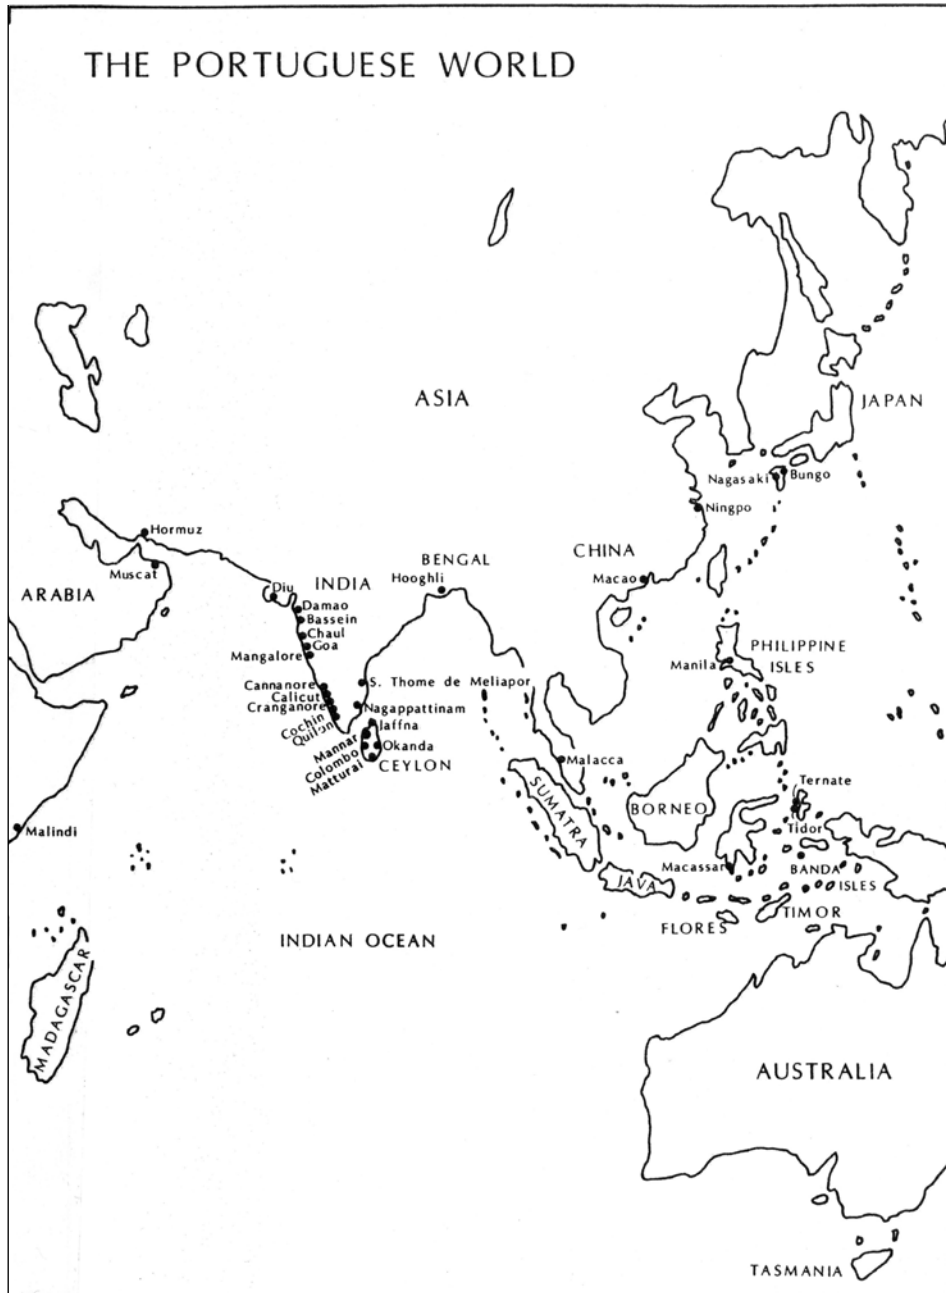 THE PORTUGUESE WORLD
ASIA
JAPAN
Nagasaki
Bungo
Ningpo
Hormuz
Muscat
ARABIA
Diu
INDIA
BENGAL
Hooghli
CHINA
Macao
Damao
Bassein
Chaul
Goa
Mangalore
PHILIPPINE
ISLES
Manila
Cannanore
Calicut
Cranganore
Cochin
Quilon
S. Thome de Meliapor
Nagappattinam
Jaffna
Mannar
Colombo
Matturai
Okanda
CEYLON
Malacca
SUMATRA
BORNEO
Ternate
Tidor
Malindi
Macassar
BANDA
ISLES
JAVA
FLORES
TIMOR
INDIAN OCEAN
MADAGASCAR
AUSTRALIA
TASMANIA